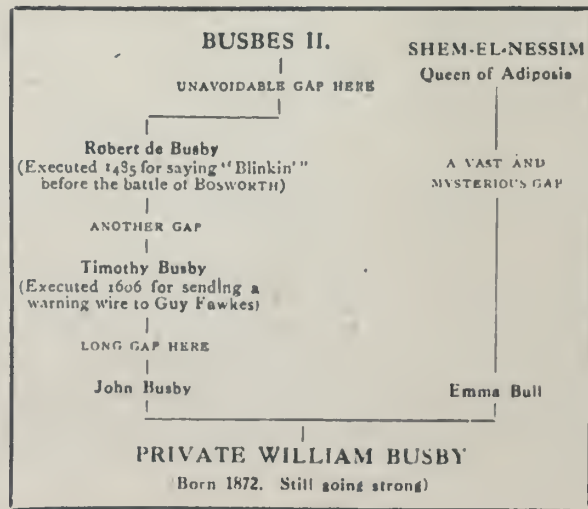 BUSBES II.
SHEM-EL-NESSIM
Queen of Adiposia
UNAVOIDABLE GAP HERE
Robert de Busby
(Executed 1485 for saying "Blinkin'"
before the battle of BOSWORTH)
A VAST AND
MYSTERIOUS GAP
ANOTHER GAP
Timothy Busby
(Executed 1606 for sending a
warning wire to Guy Fawkes)
LONG GAP HERE
John Busby
Emma Bull
PRIVATE WILLIAM BUSBY
(Born 1872. Still going strong)